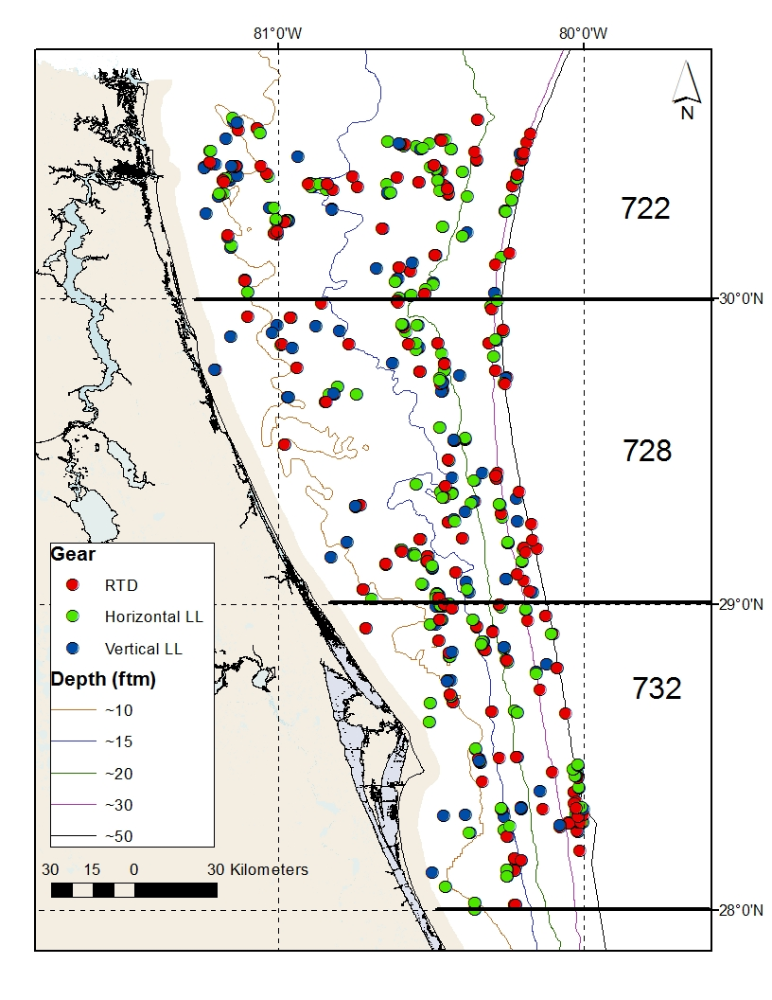 81°0'W 80°0'W
N
722
30°0'N
728
Gear
RTD
Horizontal LL
Vertical LL
29°0'N
Depth (ftm)
~10
732
~15
~20
~30
~50
30 15 0 30 Kilometers
28°0'N